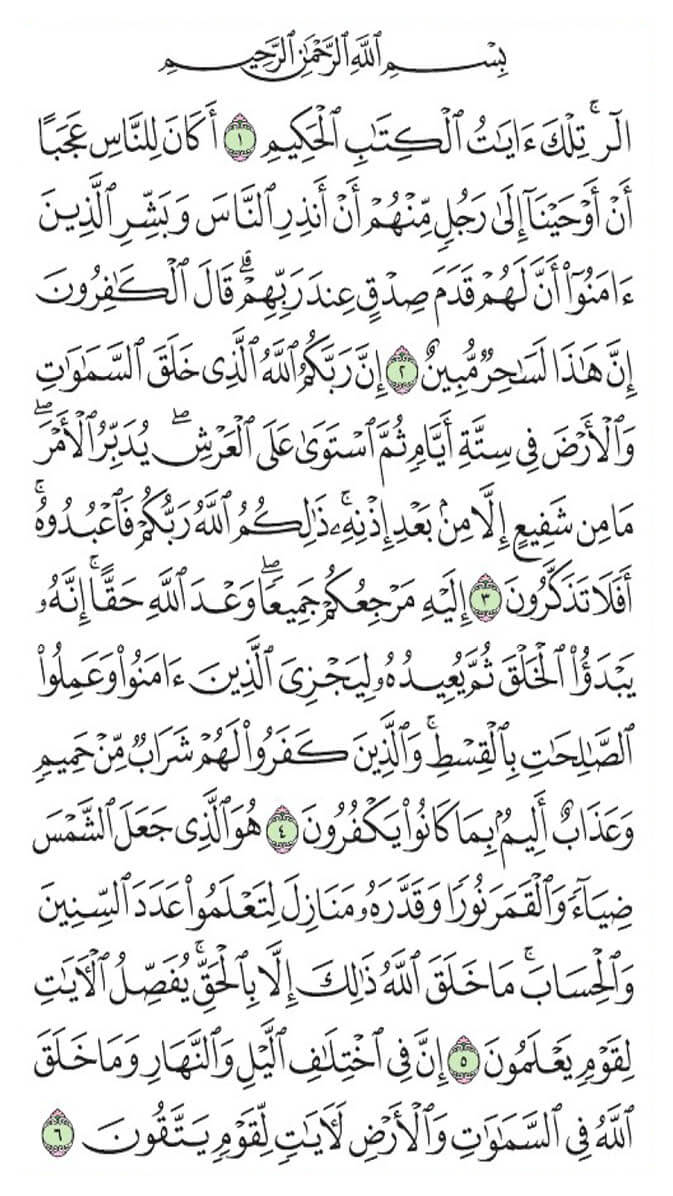 بِسْمِ ٱللَّهِ ٱلرَّحْمَٰنِ ٱلرَّحِيمِ
الٓر ۚ تِلْكَ ءَايَٰتُ ٱلْكِتَٰبِ ٱلْحَكِيمِ ١ أَكَانَ لِلنَّاسِ عَجَبًا
أَنْ أَوْحَيْنَآ إِلَىٰ رَجُلٍ مِّنْهُمْ أَنْ أَنذِرِ ٱلنَّاسَ وَبَشِّرِ ٱلَّذِينَ
ءَامَنُوٓا۟ أَنَّ لَهُمْ قَدَمَ صِدْقٍ عِندَ رَبِّهِمْ ۗ قَالَ ٱلْكَٰفِرُونَ
إِنَّ هَٰذَا لَسَٰحِرٌ مُّبِينٌ ٢ إِنَّ رَبَّكُمُ ٱللَّهُ ٱلَّذِى خَلَقَ ٱلسَّمَٰوَٰتِ
وَٱلْأَرْضَ فِى سِتَّةِ أَيَّامٍ ثُمَّ ٱسْتَوَىٰ عَلَى ٱلْعَرْشِ ۖ يُدَبِّرُ ٱلْأَمْرَ ۖ
مَا مِن شَفِيعٍ إِلَّا مِنۢ بَعْدِ إِذْنِهِۦ ۚ ذَٰلِكُمُ ٱللَّهُ رَبُّكُمْ فَٱعْبُدُوهُ ۚ
أَفَلَا تَذَكَّرُونَ ٣ إِلَيْهِ مَرْجِعُكُمْ جَمِيعًا ۖ وَعْدَ ٱللَّهِ حَقًّا ۚ إِنَّهُۥ
يَبْدَؤُا۟ ٱلْخَلْقَ ثُمَّ يُعِيدُهُۥ لِيَجْزِىَ ٱلَّذِينَ ءَامَنُوا۟ وَعَمِلُوا۟
ٱلصَّٰلِحَٰتِ بِٱلْقِسْطِ ۚ وَٱلَّذِينَ كَفَرُوا۟ لَهُمْ شَرَابٌ مِّنْ حَمِيمٍ
وَعَذَابٌ أَلِيمٌۢ بِمَا كَانُوا۟ يَكْفُرُونَ ٤ هُوَ ٱلَّذِى جَعَلَ ٱلشَّمْسَ
ضِيَآءً وَٱلْقَمَرَ نُورًا وَقَدَّرَهُۥ مَنَازِلَ لِتَعْلَمُوا۟ عَدَدَ ٱلسِّنِينَ
وَٱلْحِسَابَ ۚ مَا خَلَقَ ٱللَّهُ ذَٰلِكَ إِلَّا بِٱلْحَقِّ ۚ يُفَصِّلُ ٱلْءَايَٰتِ
لِقَوْمٍ يَعْلَمُونَ ٥ إِنَّ فِى ٱخْتِلَٰفِ ٱلَّيْلِ وَٱلنَّهَارِ وَمَا خَلَقَ
ٱللَّهُ فِى ٱلسَّمَٰوَٰتِ وَٱلْأَرْضِ لَءَايَٰتٍ لِّقَوْمٍ يَتَّقُونَ ٦